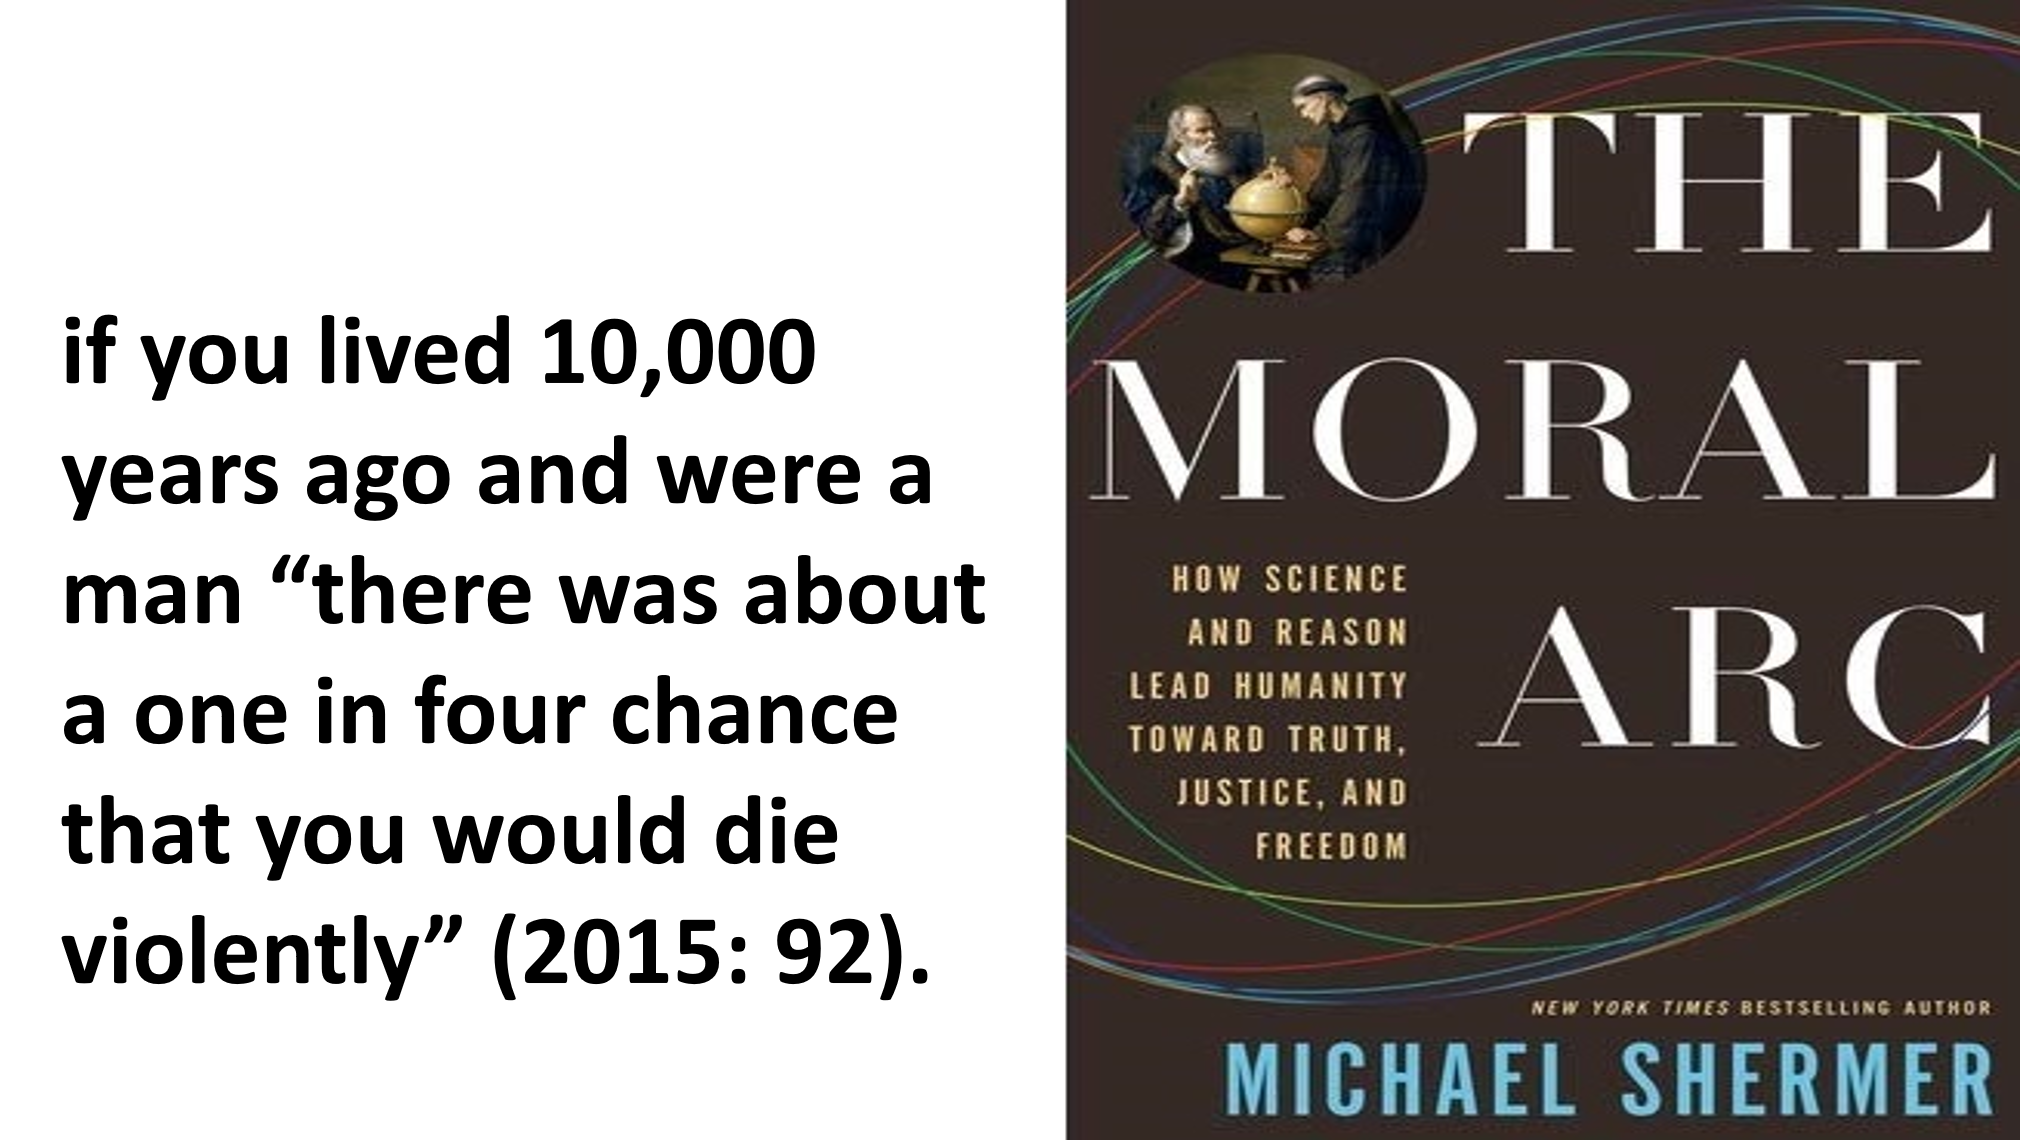 if you lived 10,000
years ago and were a
man “there was about
a one in four chance
that you would die
violently” (2015: 92).
THE
MORAL
ARC
HOW SCIENCE
AND REASON
LEAD HUMANITY
TOWARD TRUTH,
JUSTICE, AND
FREEDOM
NEW YORK TIMES BESTSELLING AUTHOR
MICHAEL SHERMER